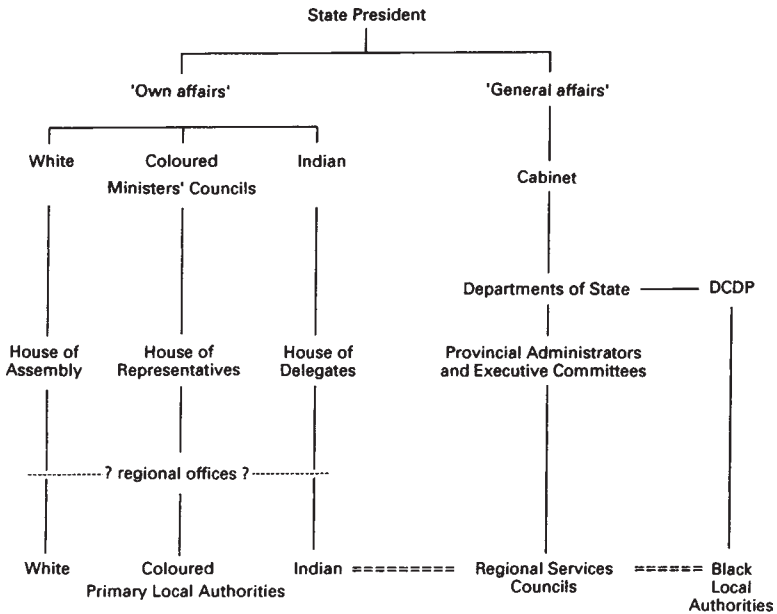 State President
'Own affairs' 'General affairs'
White Coloured Indian
Ministers' Councils
Cabinet
Departments of State DCDP
House of Assembly
House of Representatives
House of Delegates
Provincial Administrators
and Executive Committees
? regional offices ?
White Coloured Indian
Primary Local Authorities
Regional Services
Councils
Black
Local
Authorities